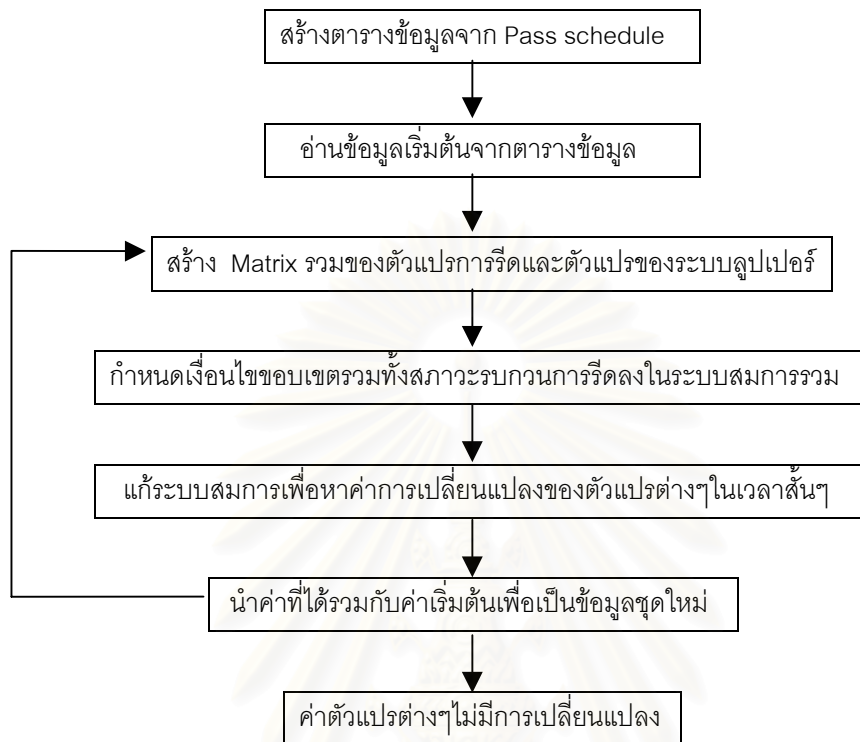 สร้างตารางข้อมูลจาก Pass schedule
อ่านข้อมูลเริ่มต้นจากตารางข้อมูล
สร้าง Matrix รวมของตัวแปรการรีดและตัวแปรของระบบลูปเปอร์
กำหนดเงื่อนไขขอบเขตรวมทั้งสภาวะรบกวนการรีดลงในระบบสมการรวม
แก้ระบบสมการเพื่อหาค่าการเปลี่ยนแปลงของตัวแปรต่างๆในเวลาสั้นๆ
นำค่าที่ได้รวมกับค่าเริ่มต้นเพื่อเป็นข้อมูลชุดใหม่
ค่าตัวแปรต่างๆไม่มีการเปลี่ยนแปลง